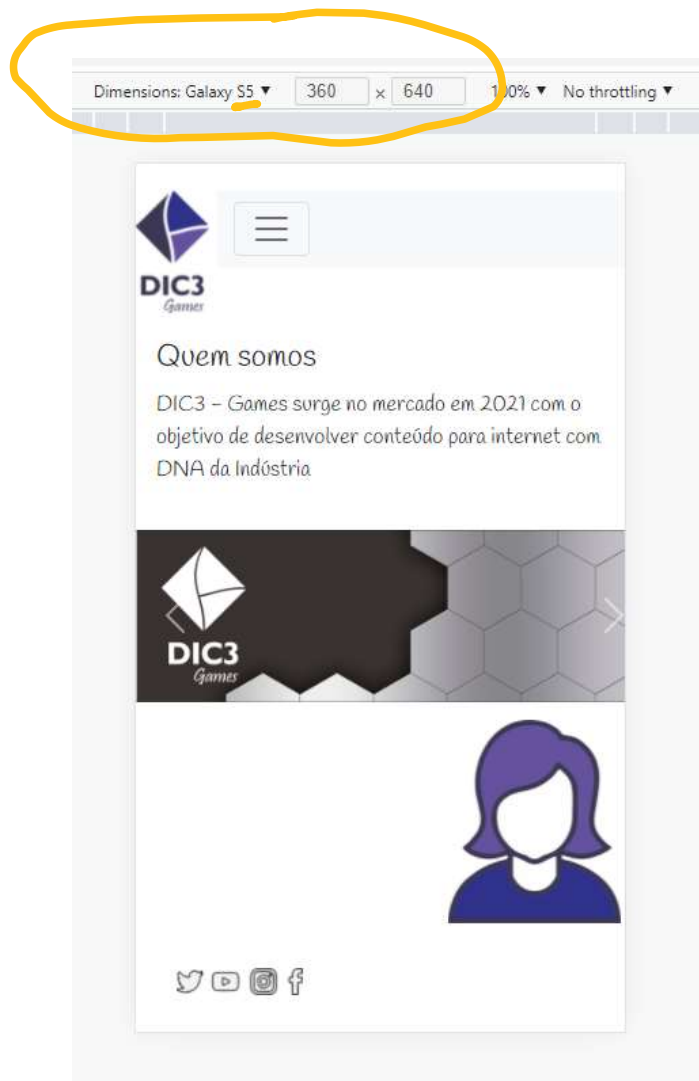 Dimensions: Galaxy S5 ▼ 360 x 640 100% ▼ No throttling ▼
DIC3
Games
Quem somos
DIC3 – Games surge no mercado em 2021 com o
objetivo de desenvolver conteúdo para internet com
DNA da Indústria
DIC3
Games